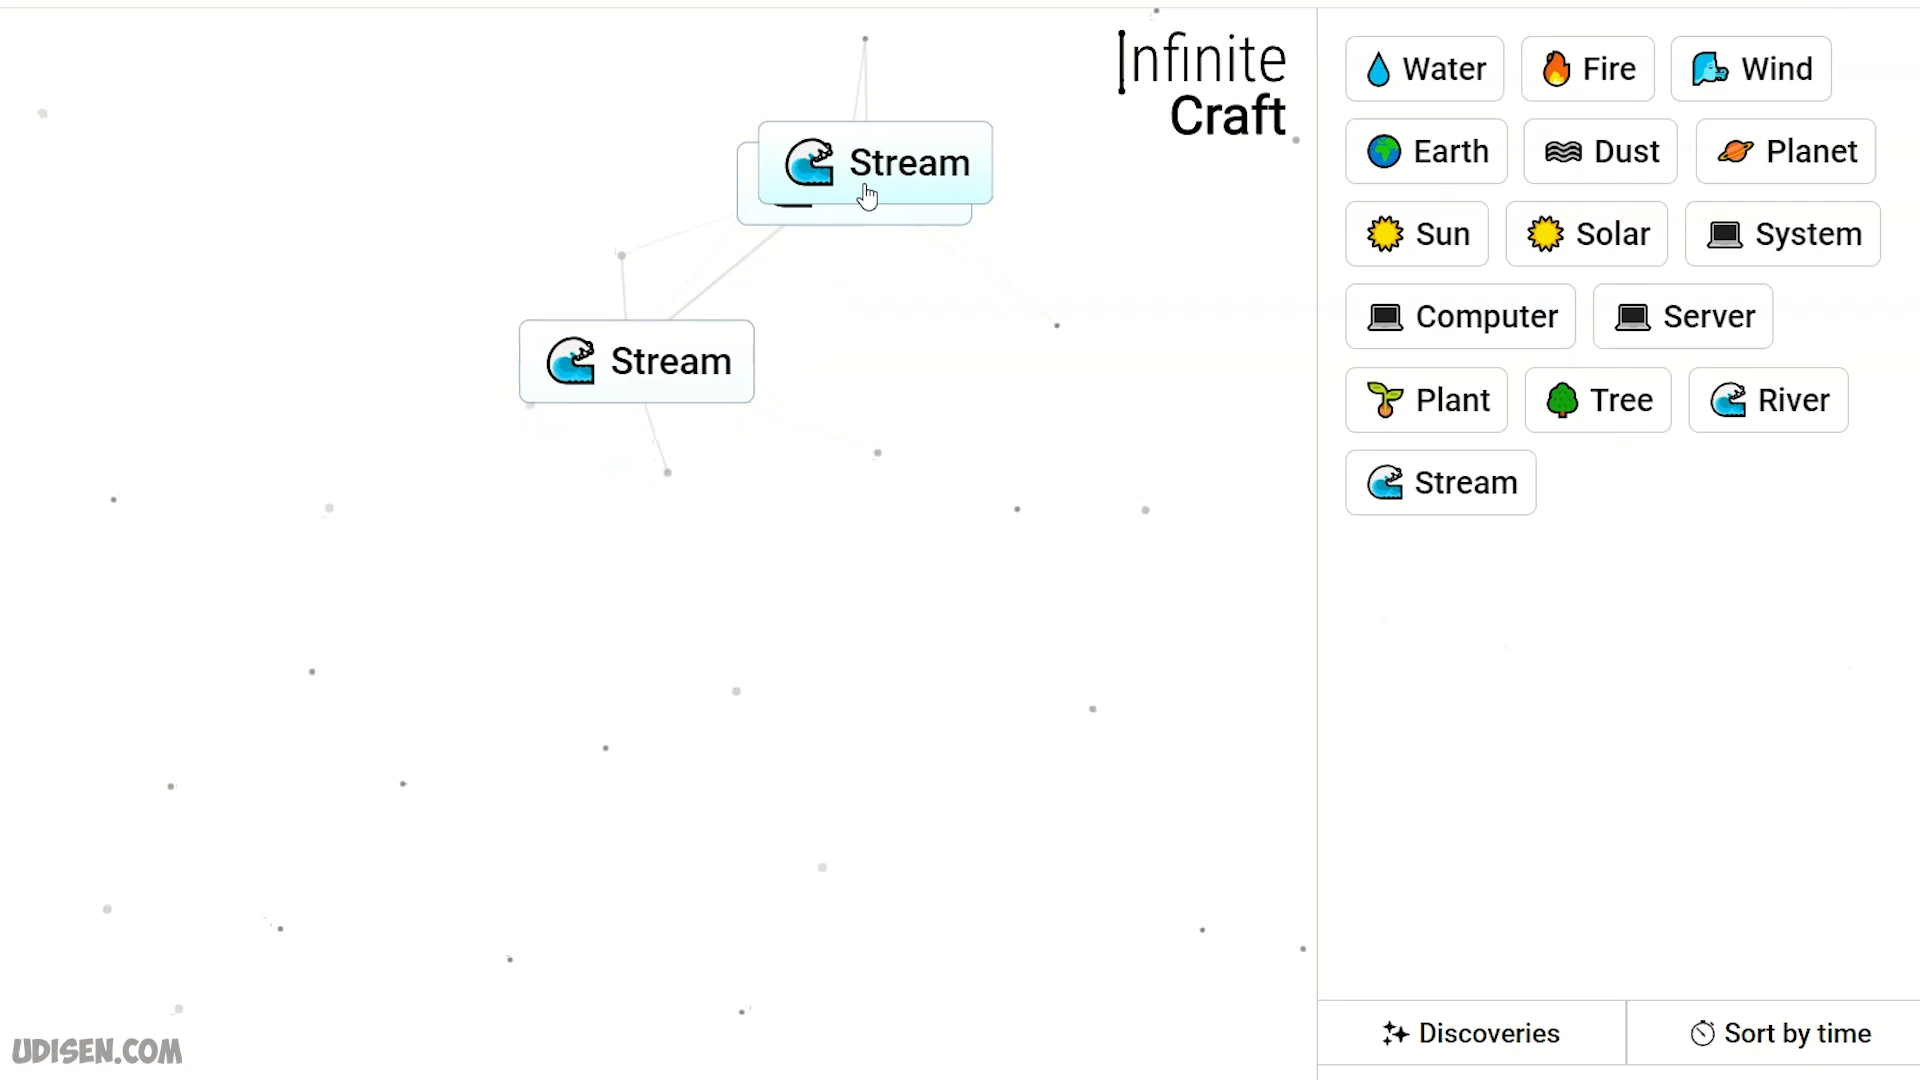 Infinite
Craft
Stream
Stream
Water Fire Wind
Earth Dust Planet
Sun Solar System
Computer Server
Plant Tree River
Stream
Discoveries Sort by time
UDISEN.COM